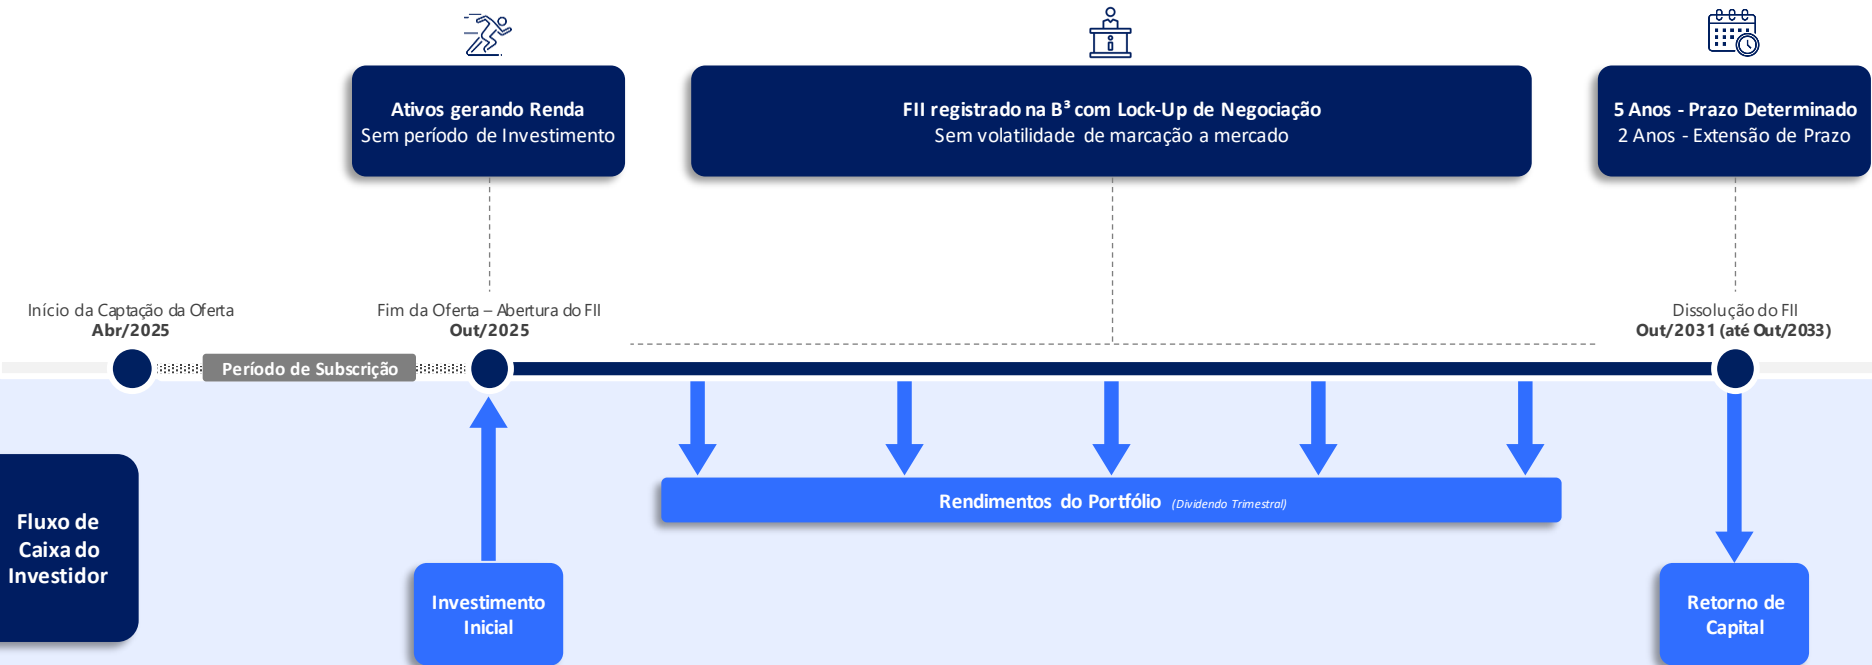 Ativos gerando Renda
Sem período de Investimento
FII registrado na B³ com Lock-Up de Negociação
Sem volatilidade de marcação a mercado
5 Anos - Prazo Determinado
2 Anos - Extensão de Prazo
Início da Captação da Oferta
Abr/2025
Fim da Oferta – Abertura do FII
Out/2025
Dissolução do FII
Out/2031 (até Out/2033)
Período de Subscrição
Rendimentos do Portfólio (Dividendo Trimestral)
Fluxo de
Caixa do
Investidor
Investimento
Inicial
Retorno de
Capital